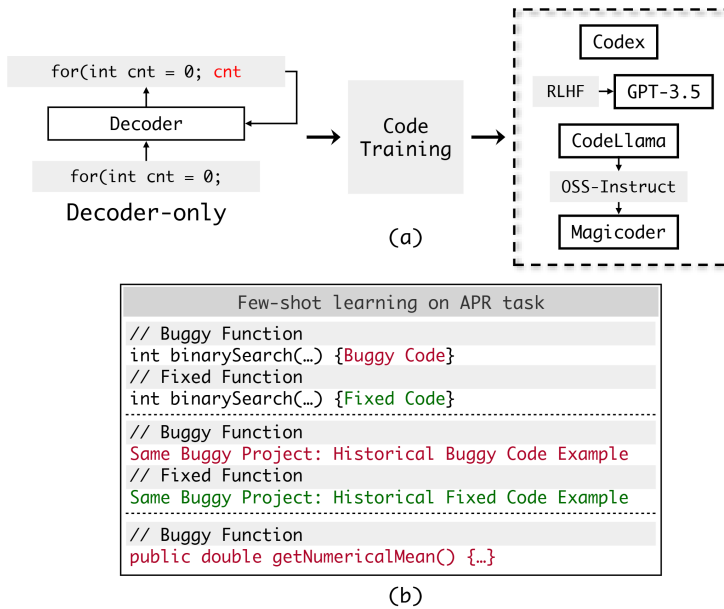 for(int cnt = 0; cnt
Decoder
for(int cnt = 0;
Decoder-only
Code
Training
Codex
RLHF
GPT-3.5
CodeLlama
OSS-Instruct
Magicoder
(a)
Few-shot learning on APR task
// Buggy Function
int binarySearch(…) {Buggy Code}
// Fixed Function
int binarySearch(…) {Fixed Code}
// Buggy Function
Same Buggy Project: Historical Buggy Code Example
// Fixed Function
Same Buggy Project: Historical Fixed Code Example
// Buggy Function
public double getNumericalMean() {…}
(b)